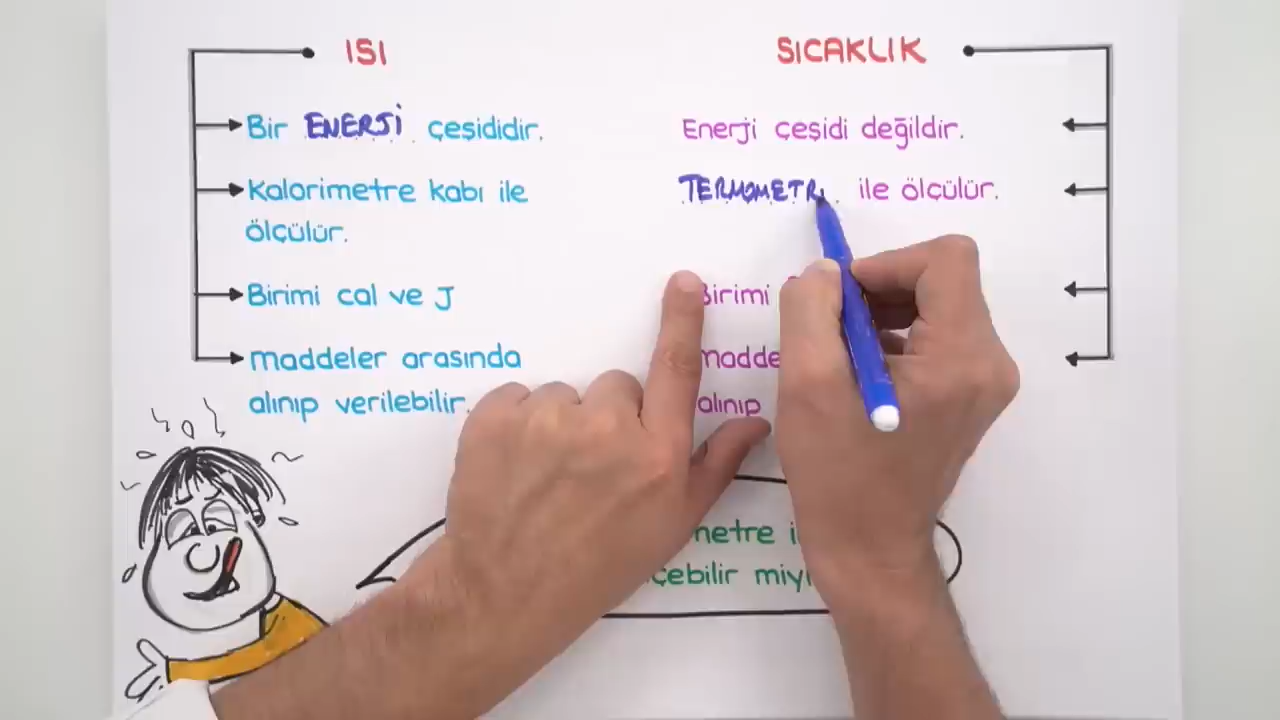 ISI
Bir ENERJİ çeşididir.
Kalorimetre kabı ile
ölçülür.
Birimi cal ve J
maddeler arasında
alınıp verilebilir.
SICAKLIK
Enerji çeşidi değildir.
TERMOMETR ile ölçülür.
Birimi
madde
alınıp
metre i
çebilir miyi